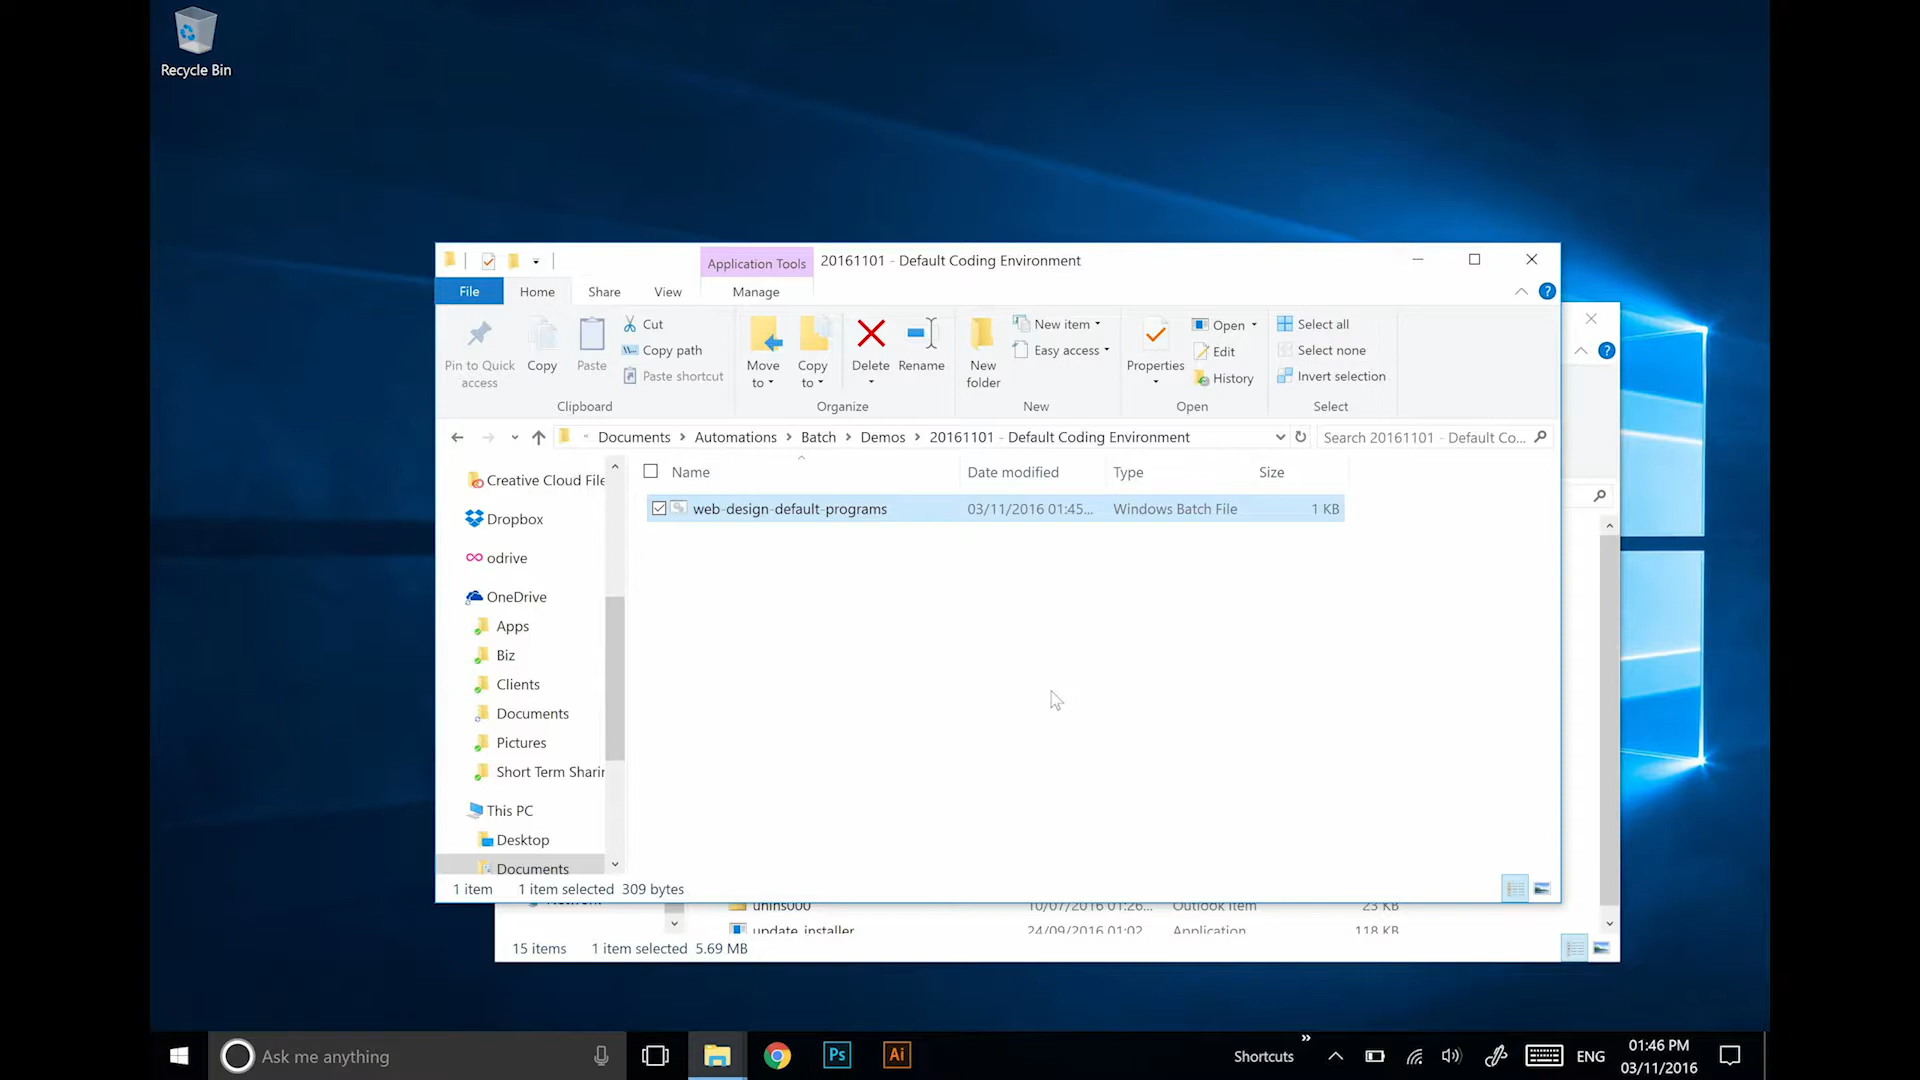 Recycle Bin
Application Tools
20161101 - Default Coding Environment
File
Home
Share
View
Manage
Pin to Quick access
Copy
Paste
Cut
Copy path
Paste shortcut
Clipboard
Move to
Copy to
Delete
Rename
Organize
New folder
New item
Easy access
New
Properties
Open
Edit
History
Open
Select all
Select none
Invert selection
Select
« Documents > Automations > Batch > Demos > 20161101 - Default Coding Environment
Search 20161101 - Default Co...
Name
Date modified
Type
Size
web-design-default-programs
03/11/2016 01:45...
Windows Batch File
1 KB
Creative Cloud File
Dropbox
odrive
OneDrive
Apps
Biz
Clients
Documents
Pictures
Short Term Sharin
This PC
Desktop
Documents
1 item
1 item selected 309 bytes
unins000
10/07/2016 01:26...
Outlook Item
23 KB
update_installer
24/09/2016 01:02
Application
118 KB
15 items
1 item selected 5.69 MB
Ask me anything
Ps
Ai
Shortcuts
ENG
01:46 PM
03/11/2016